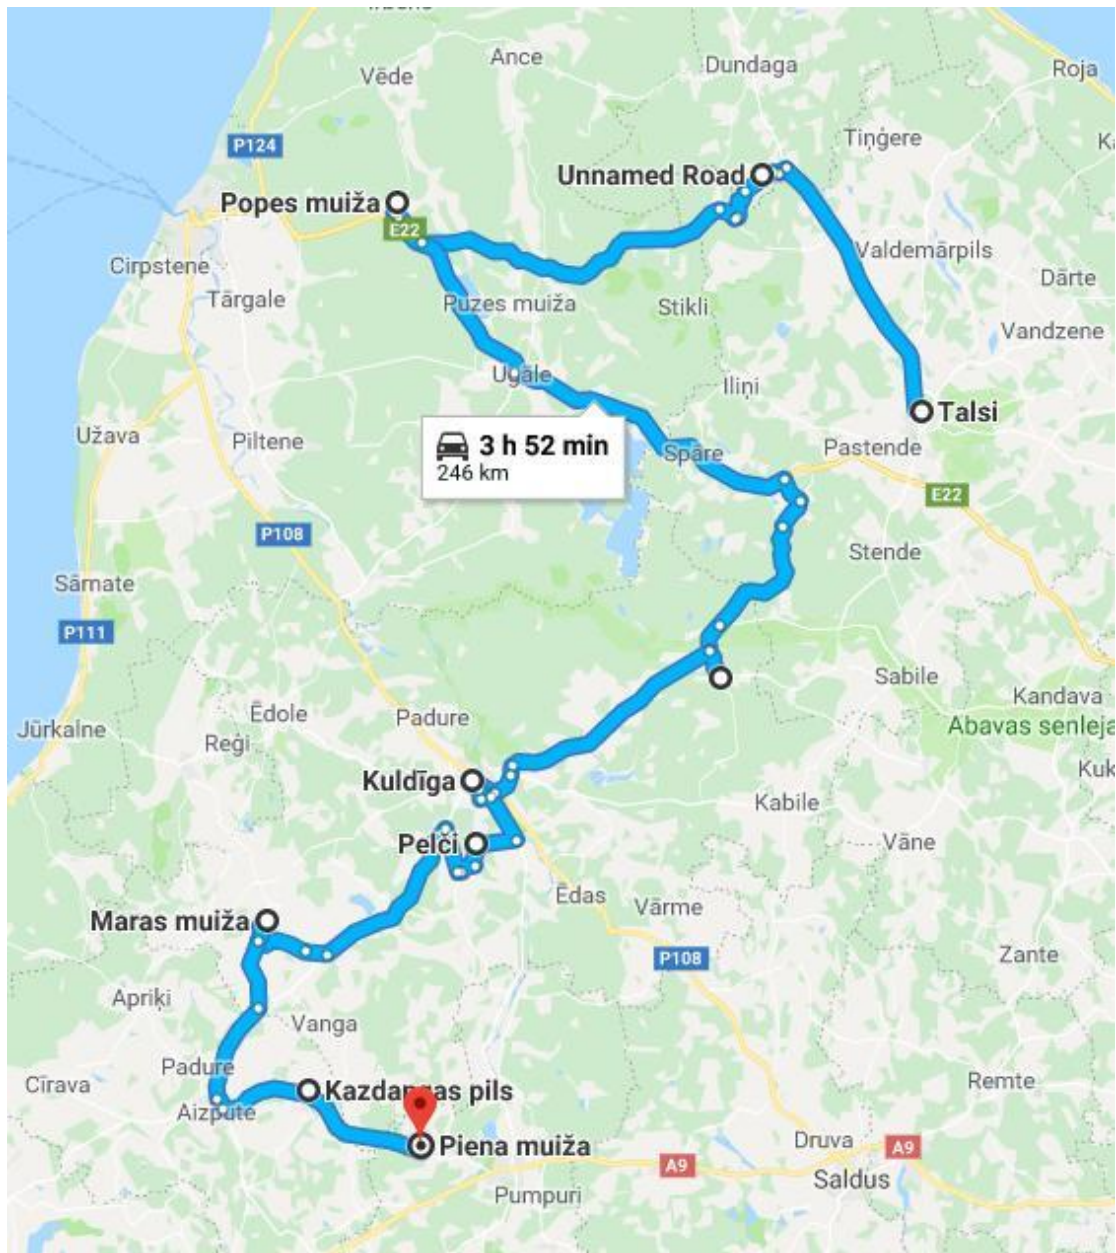 Vēde
Ance
Dundaga
Roja
Tiņģere
P124
Unnamed Road
Popes muiža
E22
Valdemārpils
Cirpstene
Dārte
Tārgale
Puzes muiža
Stikli
Vandzene
Ugāle
Iliņi
Talsi
Užava
Piltene
3 h 52 min
246 km
Spāre
Pastende
E22
P108
Stende
Sārnate
P111
Sabile
Kandava
Ēdole
Padure
Abavas senleja
Jūrkalne
Reģi
Kuk
Kuldīga
Kabile
Pelči
Vāne
Ēdas
Vārme
Maras muiža
P108
Zante
Apriķi
Vanga
Padure
Cīrava
Kazdangas pils
Remte
Aizpute
Piena muiža
Druva
A9
A9
Saldus
Pumpuri